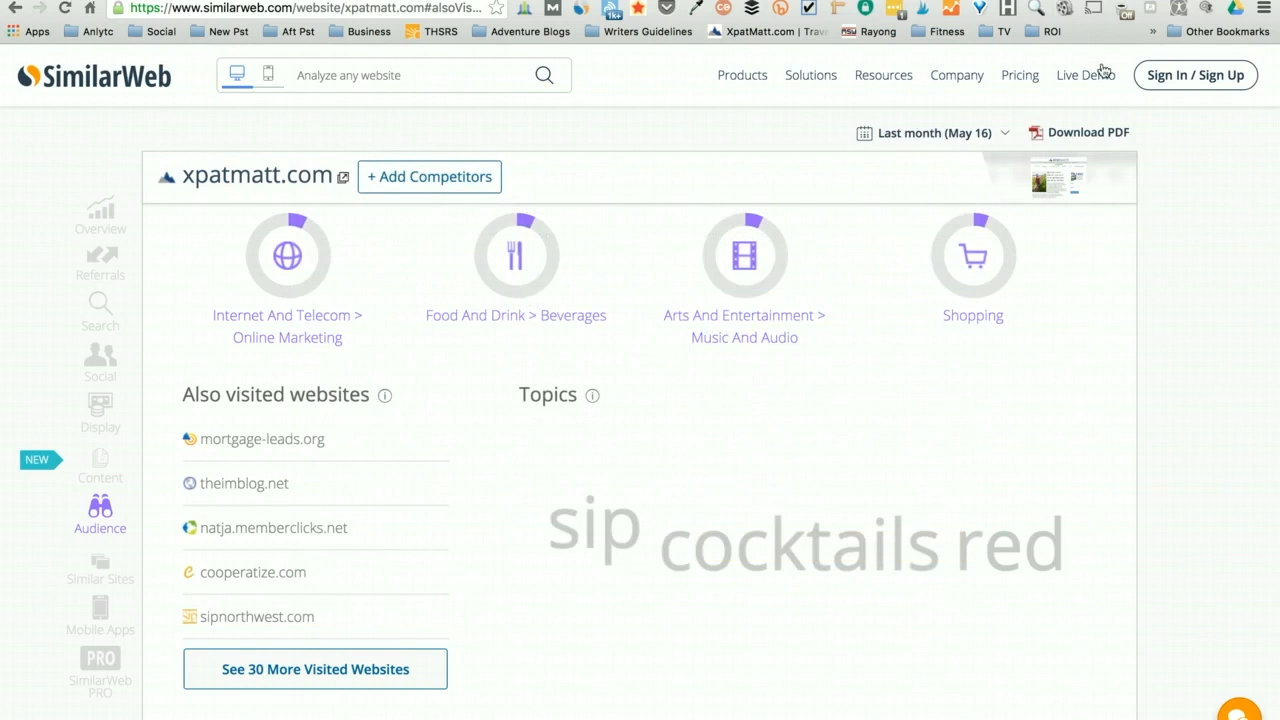 https://www.similarweb.com/website/xpatmatt.com#alsoVis...
1k+
Off
Apps
Anlytc
Social
New Pst
Aft Pst
Business
THSRS
Adventure Blogs
Writers Guidelines
XpatMatt.com | Trave
Rayong
Fitness
TV
ROI
»
Other Bookmarks
SimilarWeb
Analyze any website
Products
Solutions
Resources
Company
Pricing
Live Demo
Sign In / Sign Up
Last month (May 16)
Download PDF
xpatmatt.com
+ Add Competitors
Overview
Referrals
Search
Social
Display
NEW
Content
Audience
Similar Sites
Mobile Apps
PRO
SimilarWeb
PRO
Internet And Telecom >
Online Marketing
Food And Drink > Beverages
Arts And Entertainment >
Music And Audio
Shopping
Also visited websites
mortgage-leads.org
theimblog.net
natja.memberclicks.net
cooperatize.com
sipnorthwest.com
See 30 More Visited Websites
Topics
sip cocktails red